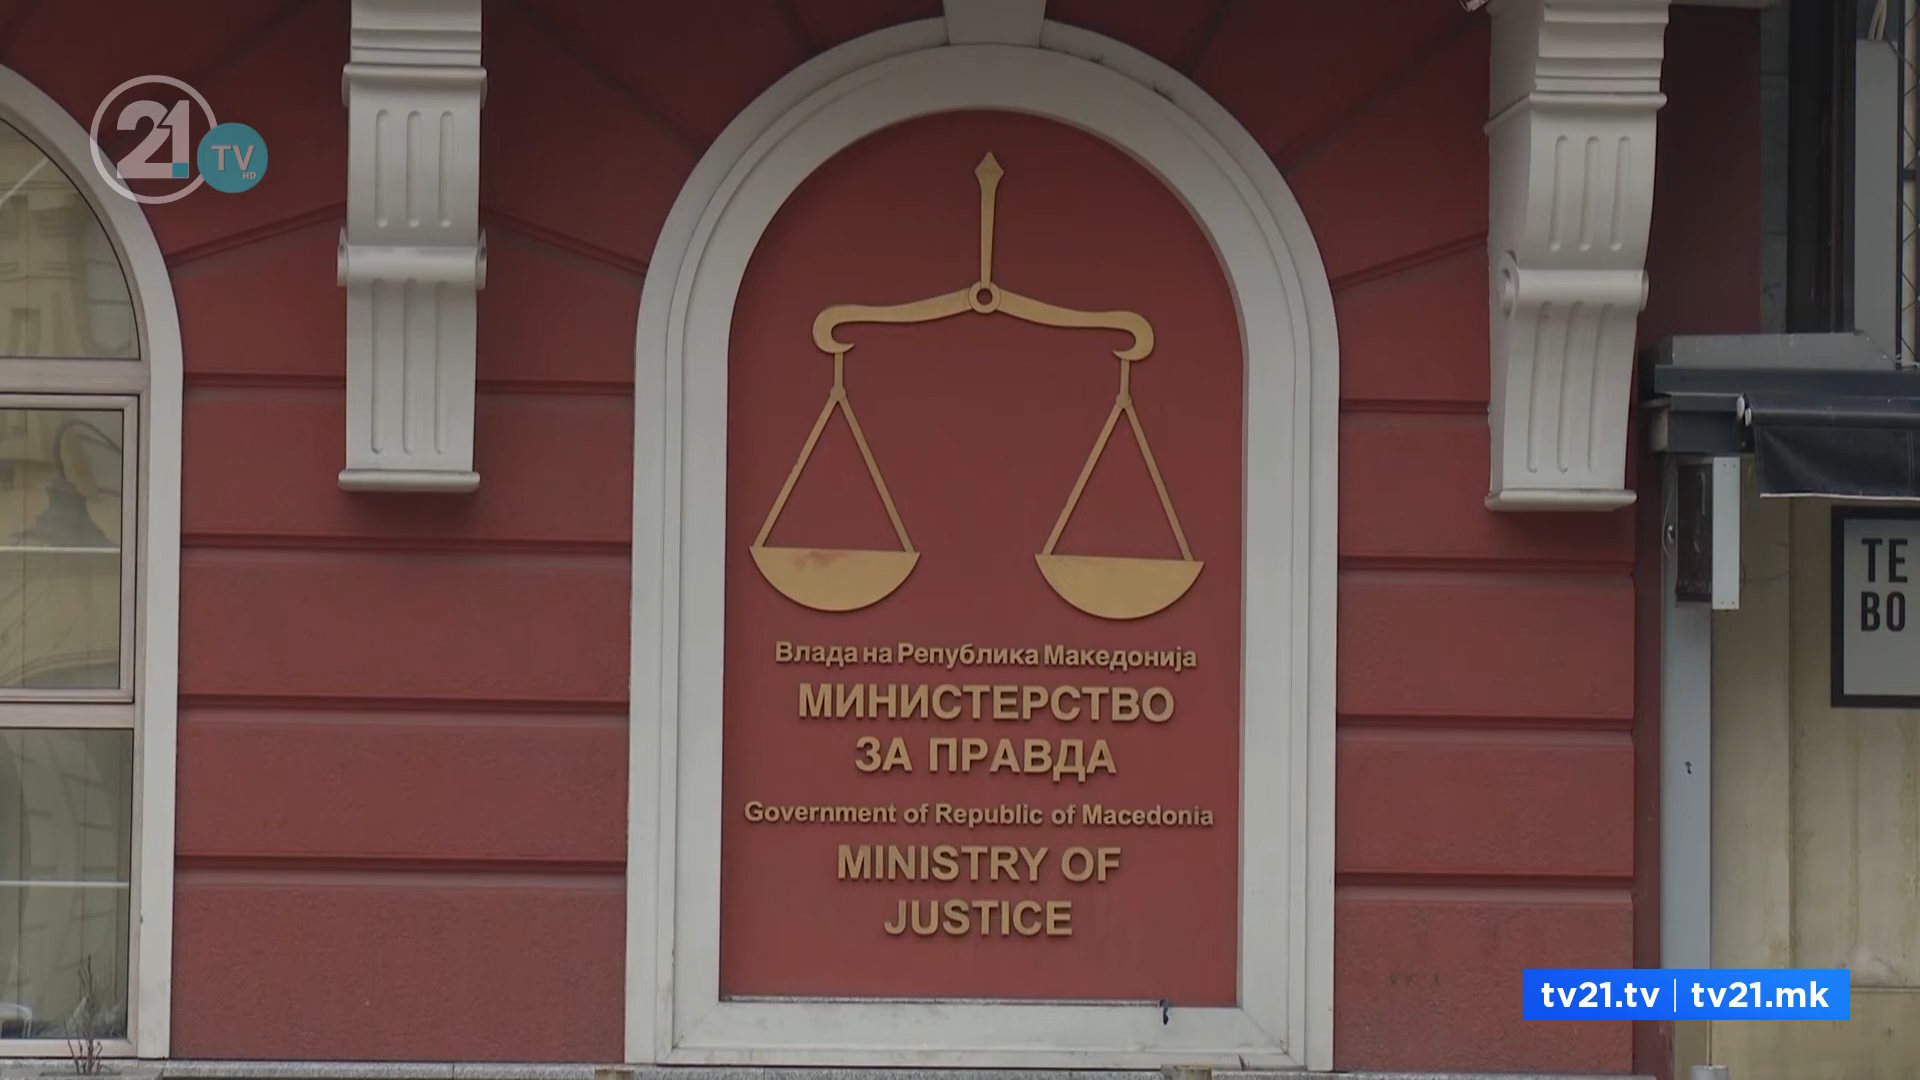 21 TV HD
Влада на Република Македонија
МИНИСТЕРСТВО
ЗА ПРАВДА
Government of Republic of Macedonia
MINISTRY OF
JUSTICE
TE
BO
tv21.tv | tv21.mk